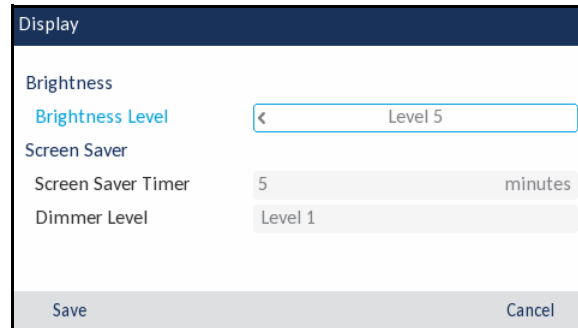 Display
Brightness
Brightness Level < Level 5
Screen Saver
Screen Saver Timer 5 minutes
Dimmer Level Level 1
Save Cancel